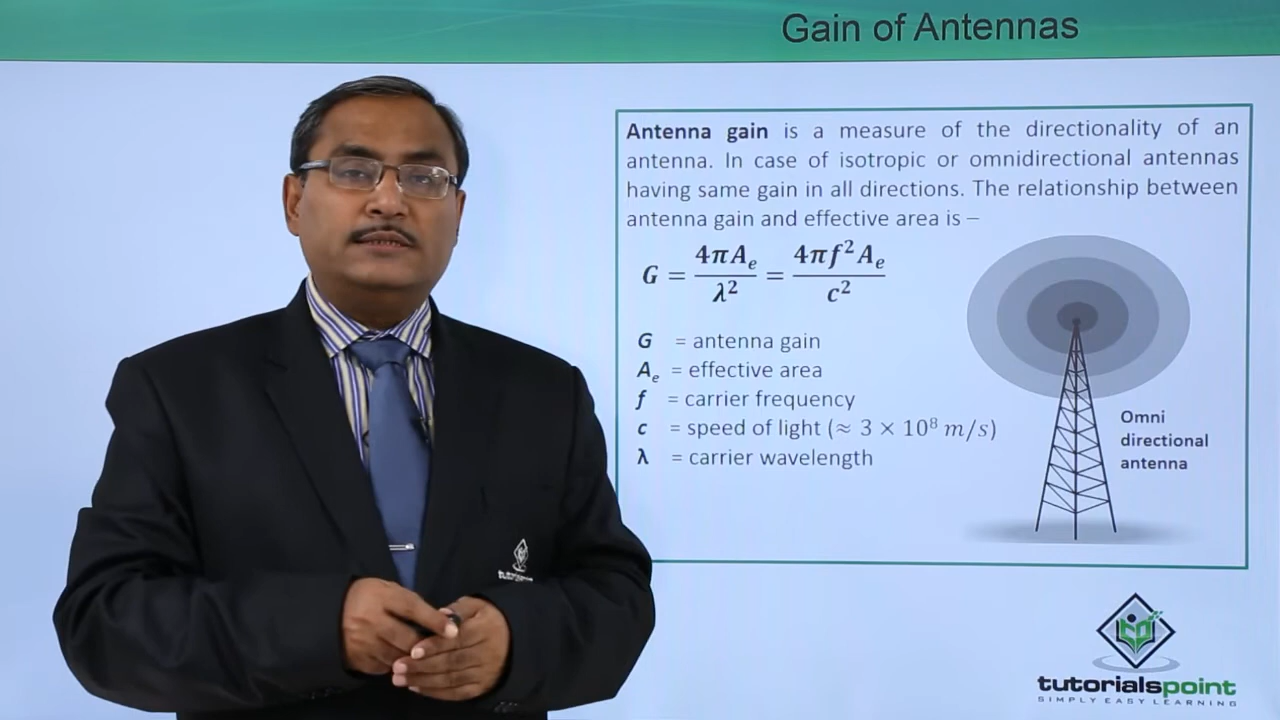 Gain of Antennas
Antenna gain is a measure of the directionality of an
antenna. In case of isotropic or omnidirectional antennas
having same gain in all directions. The relationship between
antenna gain and effective area is –
G = 4πAₑ/λ² = 4πf²Aₑ/c²
G = antenna gain
Aₑ = effective area
f = carrier frequency
c = speed of light (≈ 3 × 10⁸ m/s)
λ = carrier wavelength
Omni
directional
antenna
tutorialspoint
SIMPLY EASY LEARNING